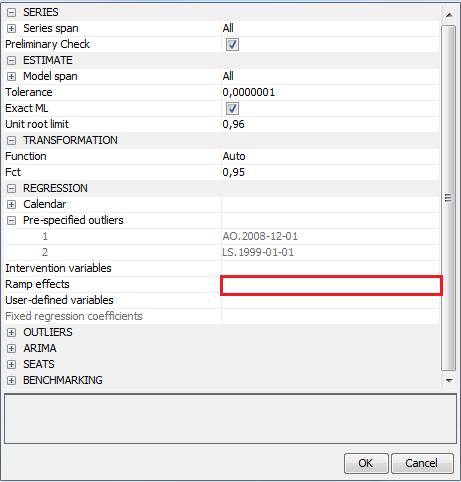 SERIES
Series span All
Preliminary Check
ESTIMATE
Model span All
Tolerance 0,0000001
Exact ML
Unit root limit 0,96
TRANSFORMATION
Function Auto
Fct 0,95
REGRESSION
Calendar
Pre-specified outliers
1 AO.2008-12-01
2 LS.1999-01-01
Intervention variables
Ramp effects
User-defined variables
Fixed regression coefficients
OUTLIERS
ARIMA
SEATS
BENCHMARKING
OK Cancel